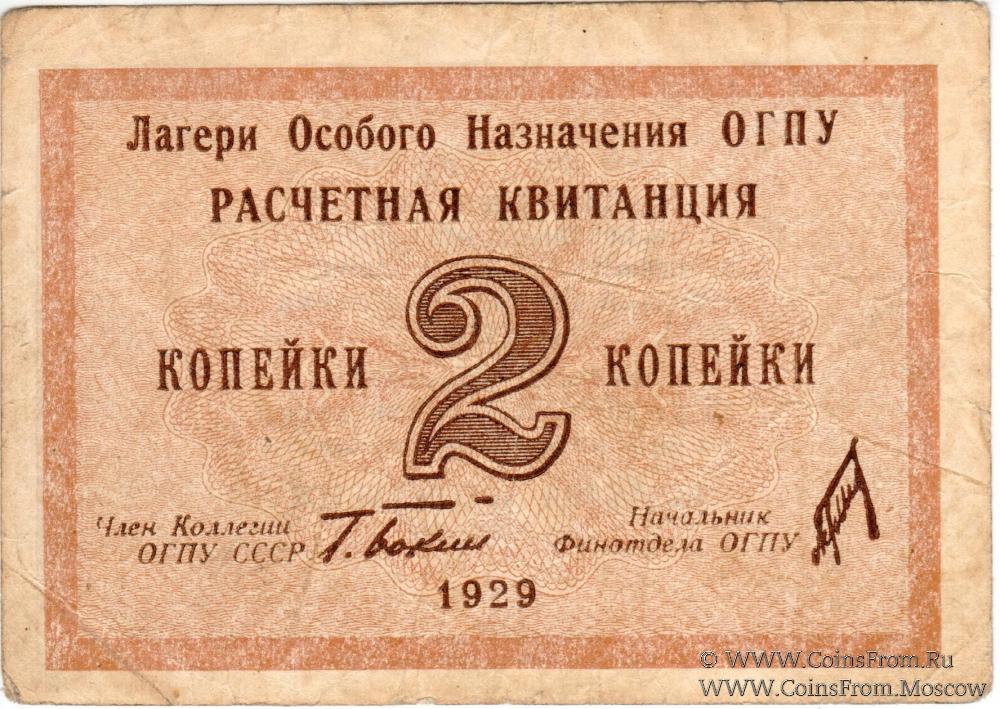 Лагери Особого Назначения ОГПУ
РАСЧЕТНАЯ КВИТАНЦИЯ
КОПЕЙКИ 2 КОПЕЙКИ
Член Коллегии
ОГПУ СССР Г. Бокий
Начальник
Финотдела ОГПУ
1929
© WWW.CoinsFrom.Ru
WWW.CoinsFrom.Moscow